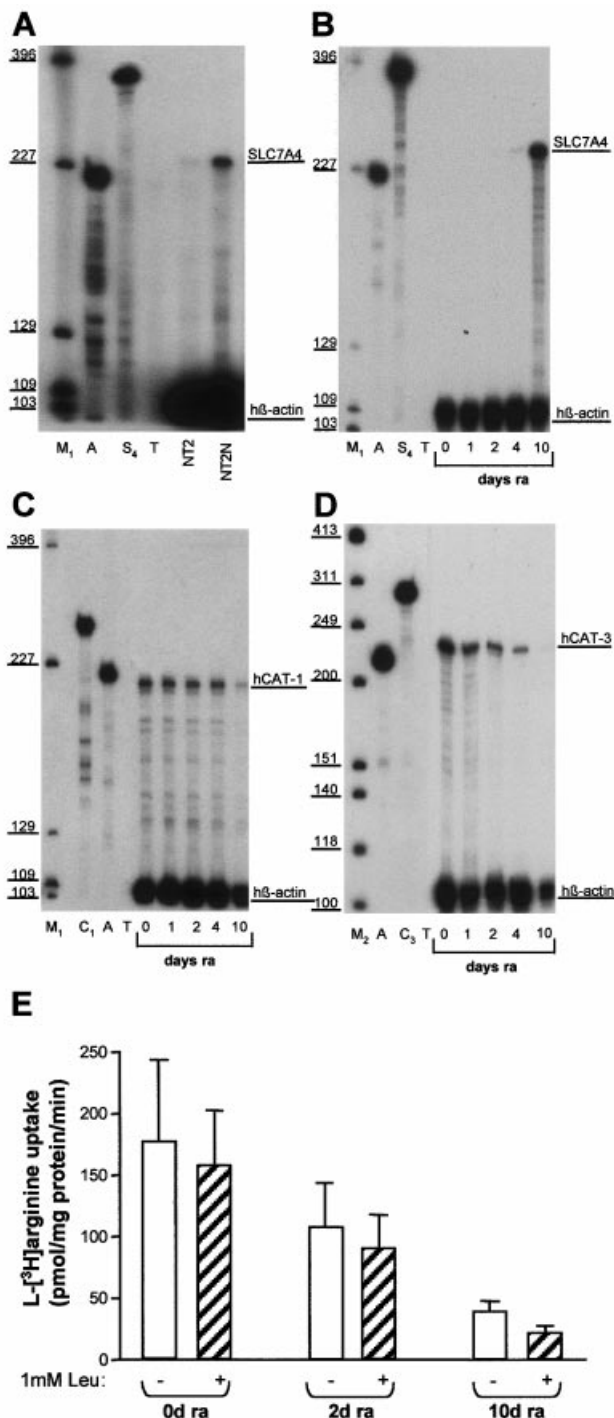 A
396
227
129
109
103
SLC7A4
hß-actin
M1 A S4 T NT2 NT2N
B
396
227
129
109
103
SLC7A4
hß-actin
M1 A S4 T 0 1 2 4 10
days ra
C
396
227
129
109
103
hCAT-1
hß-actin
M1 C1 A T 0 1 2 4 10
days ra
D
413
311
249
200
151
140
118
100
hCAT-3
hß-actin
M2 A C3 T 0 1 2 4 10
days ra
E
L-[³H]arginine uptake
(pmol/mg protein/min)
250
200
150
100
50
0
1mM Leu: - + - + - +
0d ra 2d ra 10d ra